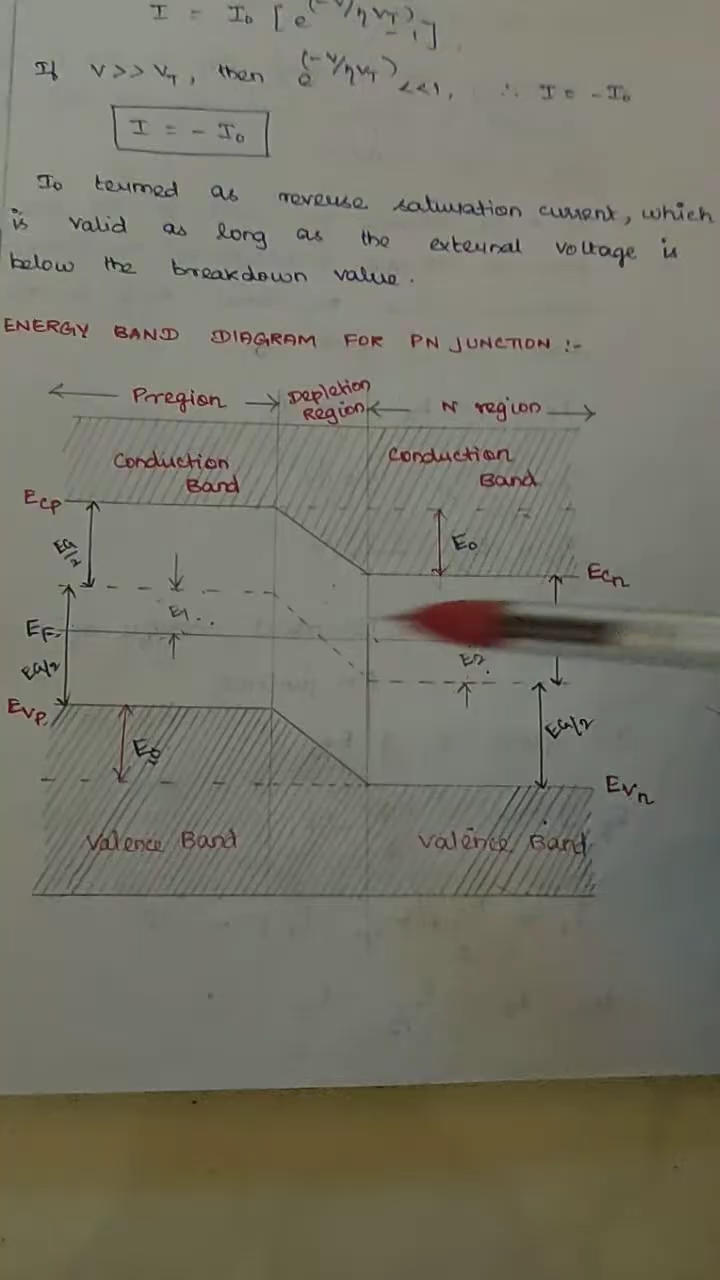 I = I₀ [ e^(-V/ηV_T) - 1 ]
If V >> V_T, then e^(-V/ηV_T) <<1, ∴ I = - I₀
I = - I₀
I₀ termed as reverse saturation current, which
is valid as long as the external voltage is
below the breakdown value.
ENERGY BAND DIAGRAM FOR PN JUNCTION :-
P region
Depletion
Region
N region
Conduction
Band
Conduction
Band
Ecp
EG/2
E₀
Ecn
E1
EF
EG/2
E2
Evp
E₀
EG/2
Evn
Valence Band
Valence Band